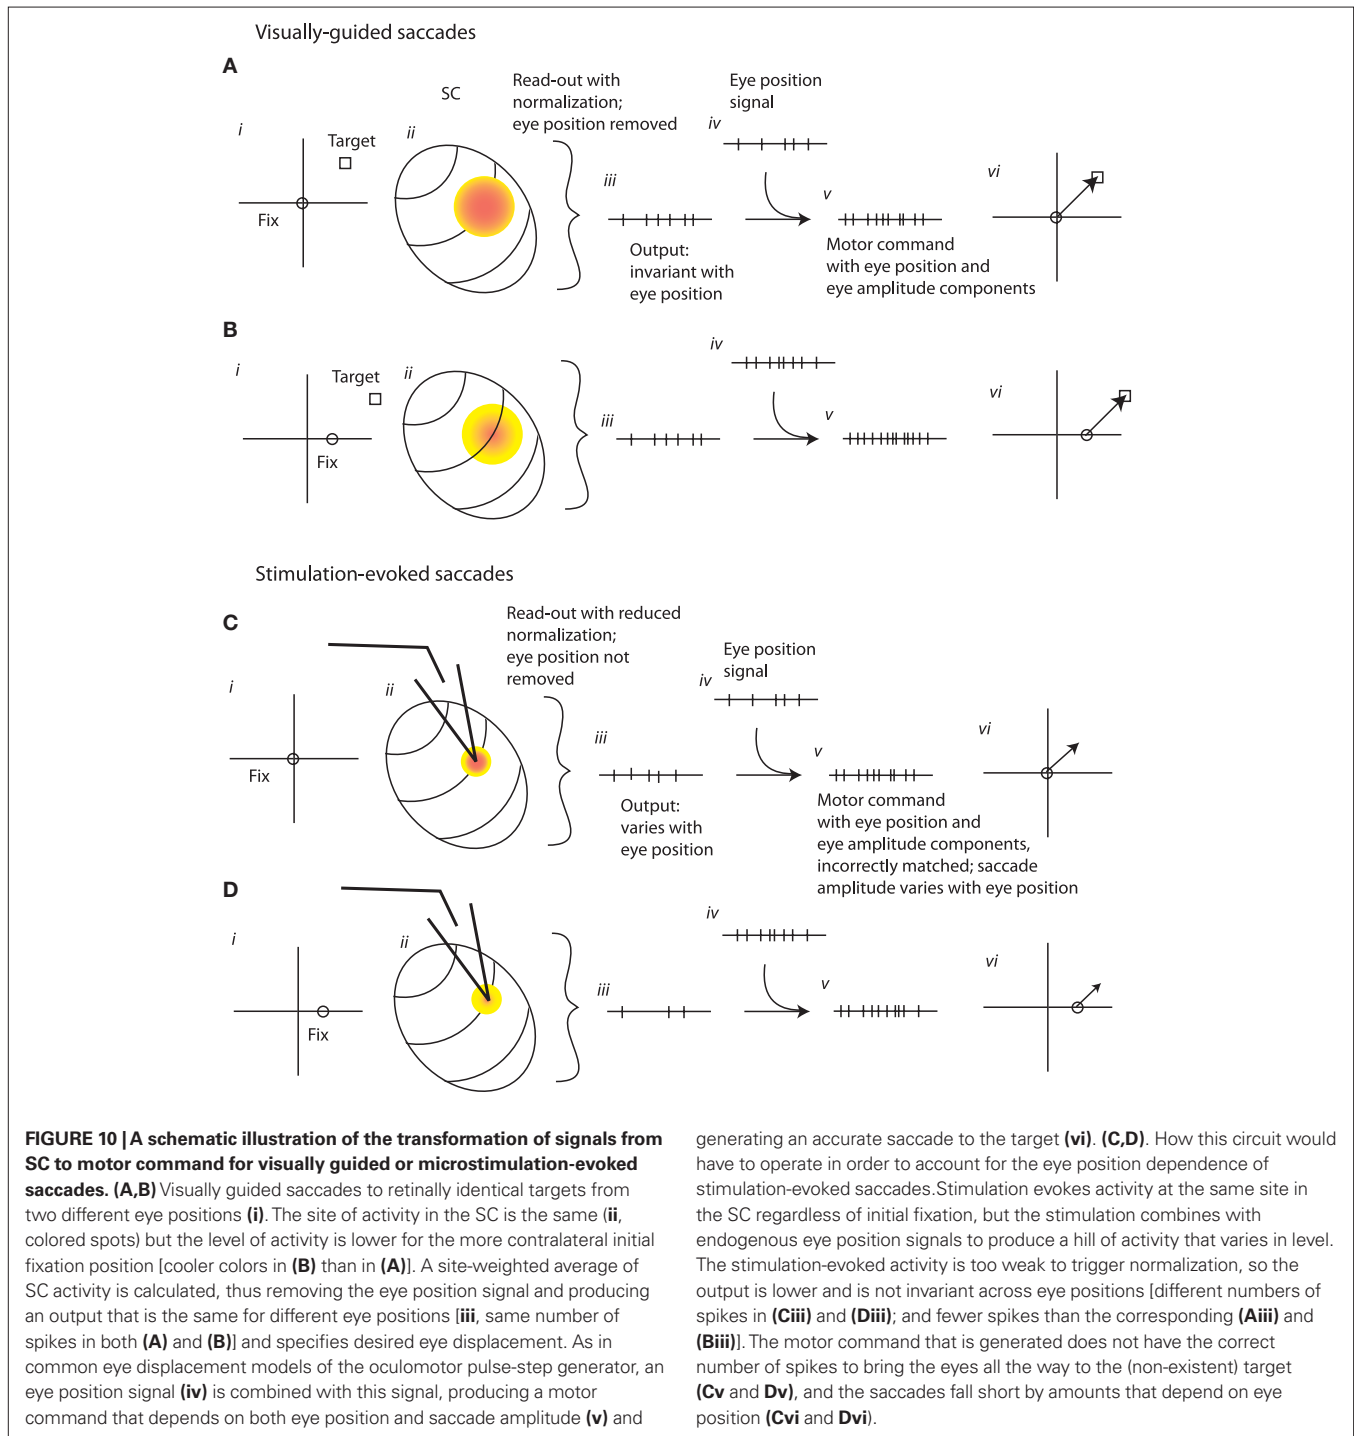 Visually-guided saccades
A
SC
Read-out with
normalization;
eye position removed
Eye position
signal
i
Target
ii
iii
iv
v
vi
Fix
Output:
invariant with
eye position
Motor command
with eye position and
eye amplitude components
B
i
Target
ii
iii
iv
v
vi
Fix
Stimulation-evoked saccades
C
Read-out with reduced
normalization;
eye position not
removed
Eye position
signal
i
ii
iii
iv
v
vi
Fix
Output:
varies with
eye position
Motor command
with eye position and
eye amplitude components,
incorrectly matched; saccade
amplitude varies with eye position
D
i
ii
iii
iv
v
vi
Fix
FIGURE 10 | A schematic illustration of the transformation of signals from
SC to motor command for visually guided or microstimulation-evoked
saccades. (A,B) Visually guided saccades to retinally identical targets from
two different eye positions (i). The site of activity in the SC is the same (ii,
colored spots) but the level of activity is lower for the more contralateral initial
fixation position [cooler colors in (B) than in (A)]. A site-weighted average of
SC activity is calculated, thus removing the eye position signal and producing
an output that is the same for different eye positions [iii, same number of
spikes in both (A) and (B)] and specifies desired eye displacement. As in
common eye displacement models of the oculomotor pulse-step generator, an
eye position signal (iv) is combined with this signal, producing a motor
command that depends on both eye position and saccade amplitude (v) and
generating an accurate saccade to the target (vi). (C,D). How this circuit would
have to operate in order to account for the eye position dependence of
stimulation-evoked saccades.Stimulation evokes activity at the same site in
the SC regardless of initial fixation, but the stimulation combines with
endogenous eye position signals to produce a hill of activity that varies in level.
The stimulation-evoked activity is too weak to trigger normalization, so the
output is lower and is not invariant across eye positions [different numbers of
spikes in (Ciii) and (Diii); and fewer spikes than the corresponding (Aiii) and
(Biii)]. The motor command that is generated does not have the correct
number of spikes to bring the eyes all the way to the (non-existent) target
(Cv and Dv), and the saccades fall short by amounts that depend on eye
position (Cvi and Dvi).